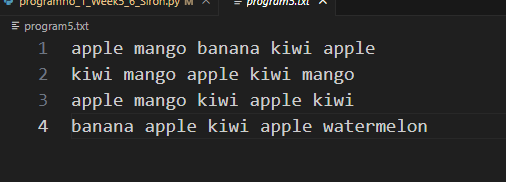 programno_1_Week5_6_Siron.py M
program5.txt
program5.txt
1 apple mango banana kiwi apple
2 kiwi mango apple kiwi mango
3 apple mango kiwi apple kiwi
4 banana apple kiwi apple watermelon